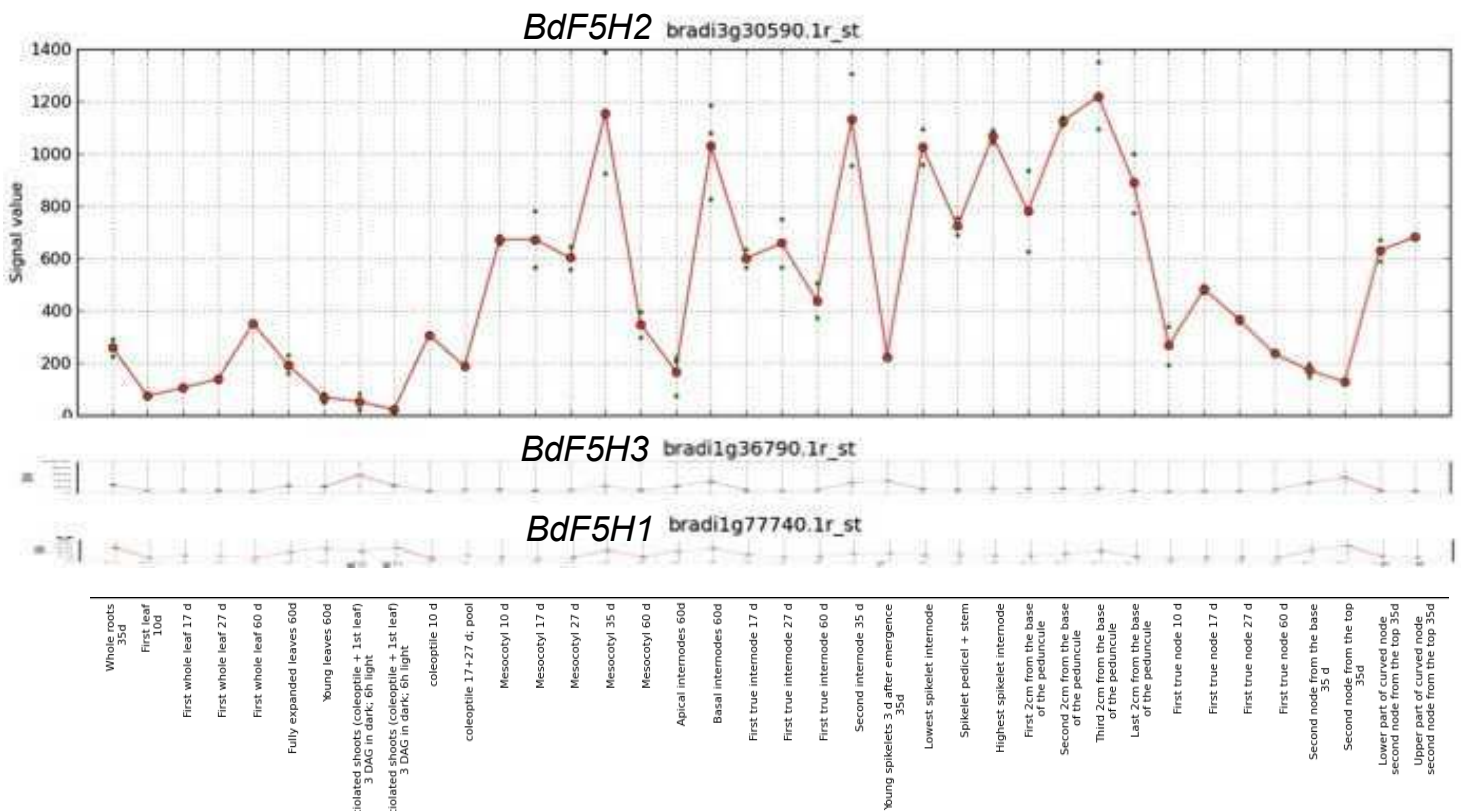 BdF5H2 bradi3g30590.1r_st
1400
1200
1000
800
600
400
200
0
Signal value
BdF5H3 bradi1g36790.1r_st
BdF5H1 bradi1g77740.1r_st
Whole roots
35d
First leaf
10d
First whole leaf 17 d
First whole leaf 27 d
First whole leaf 60 d
Fully expanded leaves 60d
Young leaves 60d
tiolated shoots (coleoptile + 1st leaf)
3 DAG in dark; 6h light
tiolated shoots (coleoptile + 1st leaf)
3 DAG in dark; 6h light
coleoptile 10 d
coleoptile 17+27 d; pool
Mesocotyl 10 d
Mesocotyl 17 d
Mesocotyl 27 d
Mesocotyl 35 d
Mesocotyl 60 d
Apical internodes 60d
Basal internodes 60d
First true internode 17 d
First true internode 27 d
First true internode 60 d
Second internode 35 d
Young spikelets 3 d after emergence
35d
Lowest spikelet internode
Spikelet pedicel + stem
Highest spikelet internode
First 2cm from the base
of the peduncule
Second 2cm from the base
of the peduncule
Third 2cm from the base
of the peduncule
Last 2cm from the base
of the peduncule
First true node 10 d
First true node 17 d
First true node 27 d
First true node 60 d
Second node from the base
35 d
Second node from the top
35d
Lower part of curved node
second node from the top 35d
Upper part of curved node
second node from the top 35d